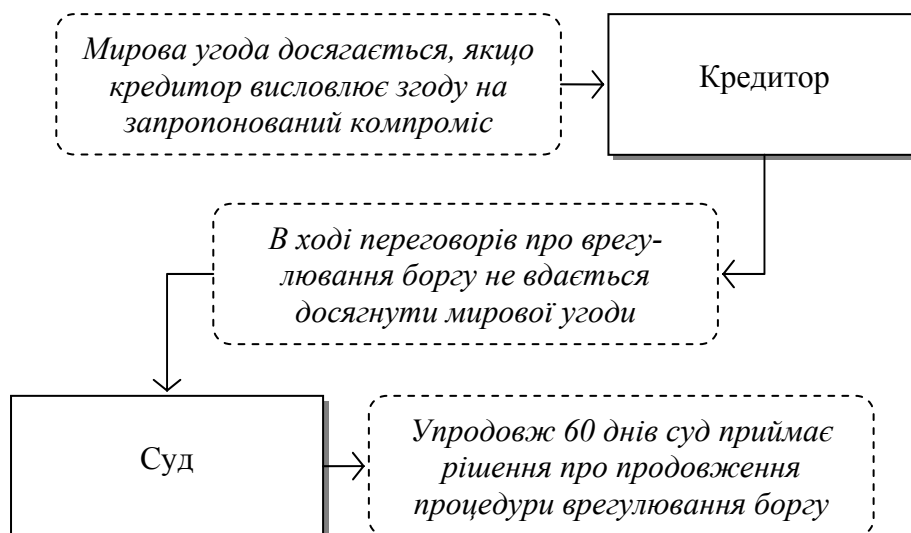 Мирова угода досягається, якщо
кредитор висловлює згоду на
запропонований компроміс
Кредитор
В ході переговорів про врегу-
лювання боргу не вдається
досягнути мирової угоди
Суд
Упродовж 60 днів суд приймає
рішення про продовження
процедури врегулювання боргу